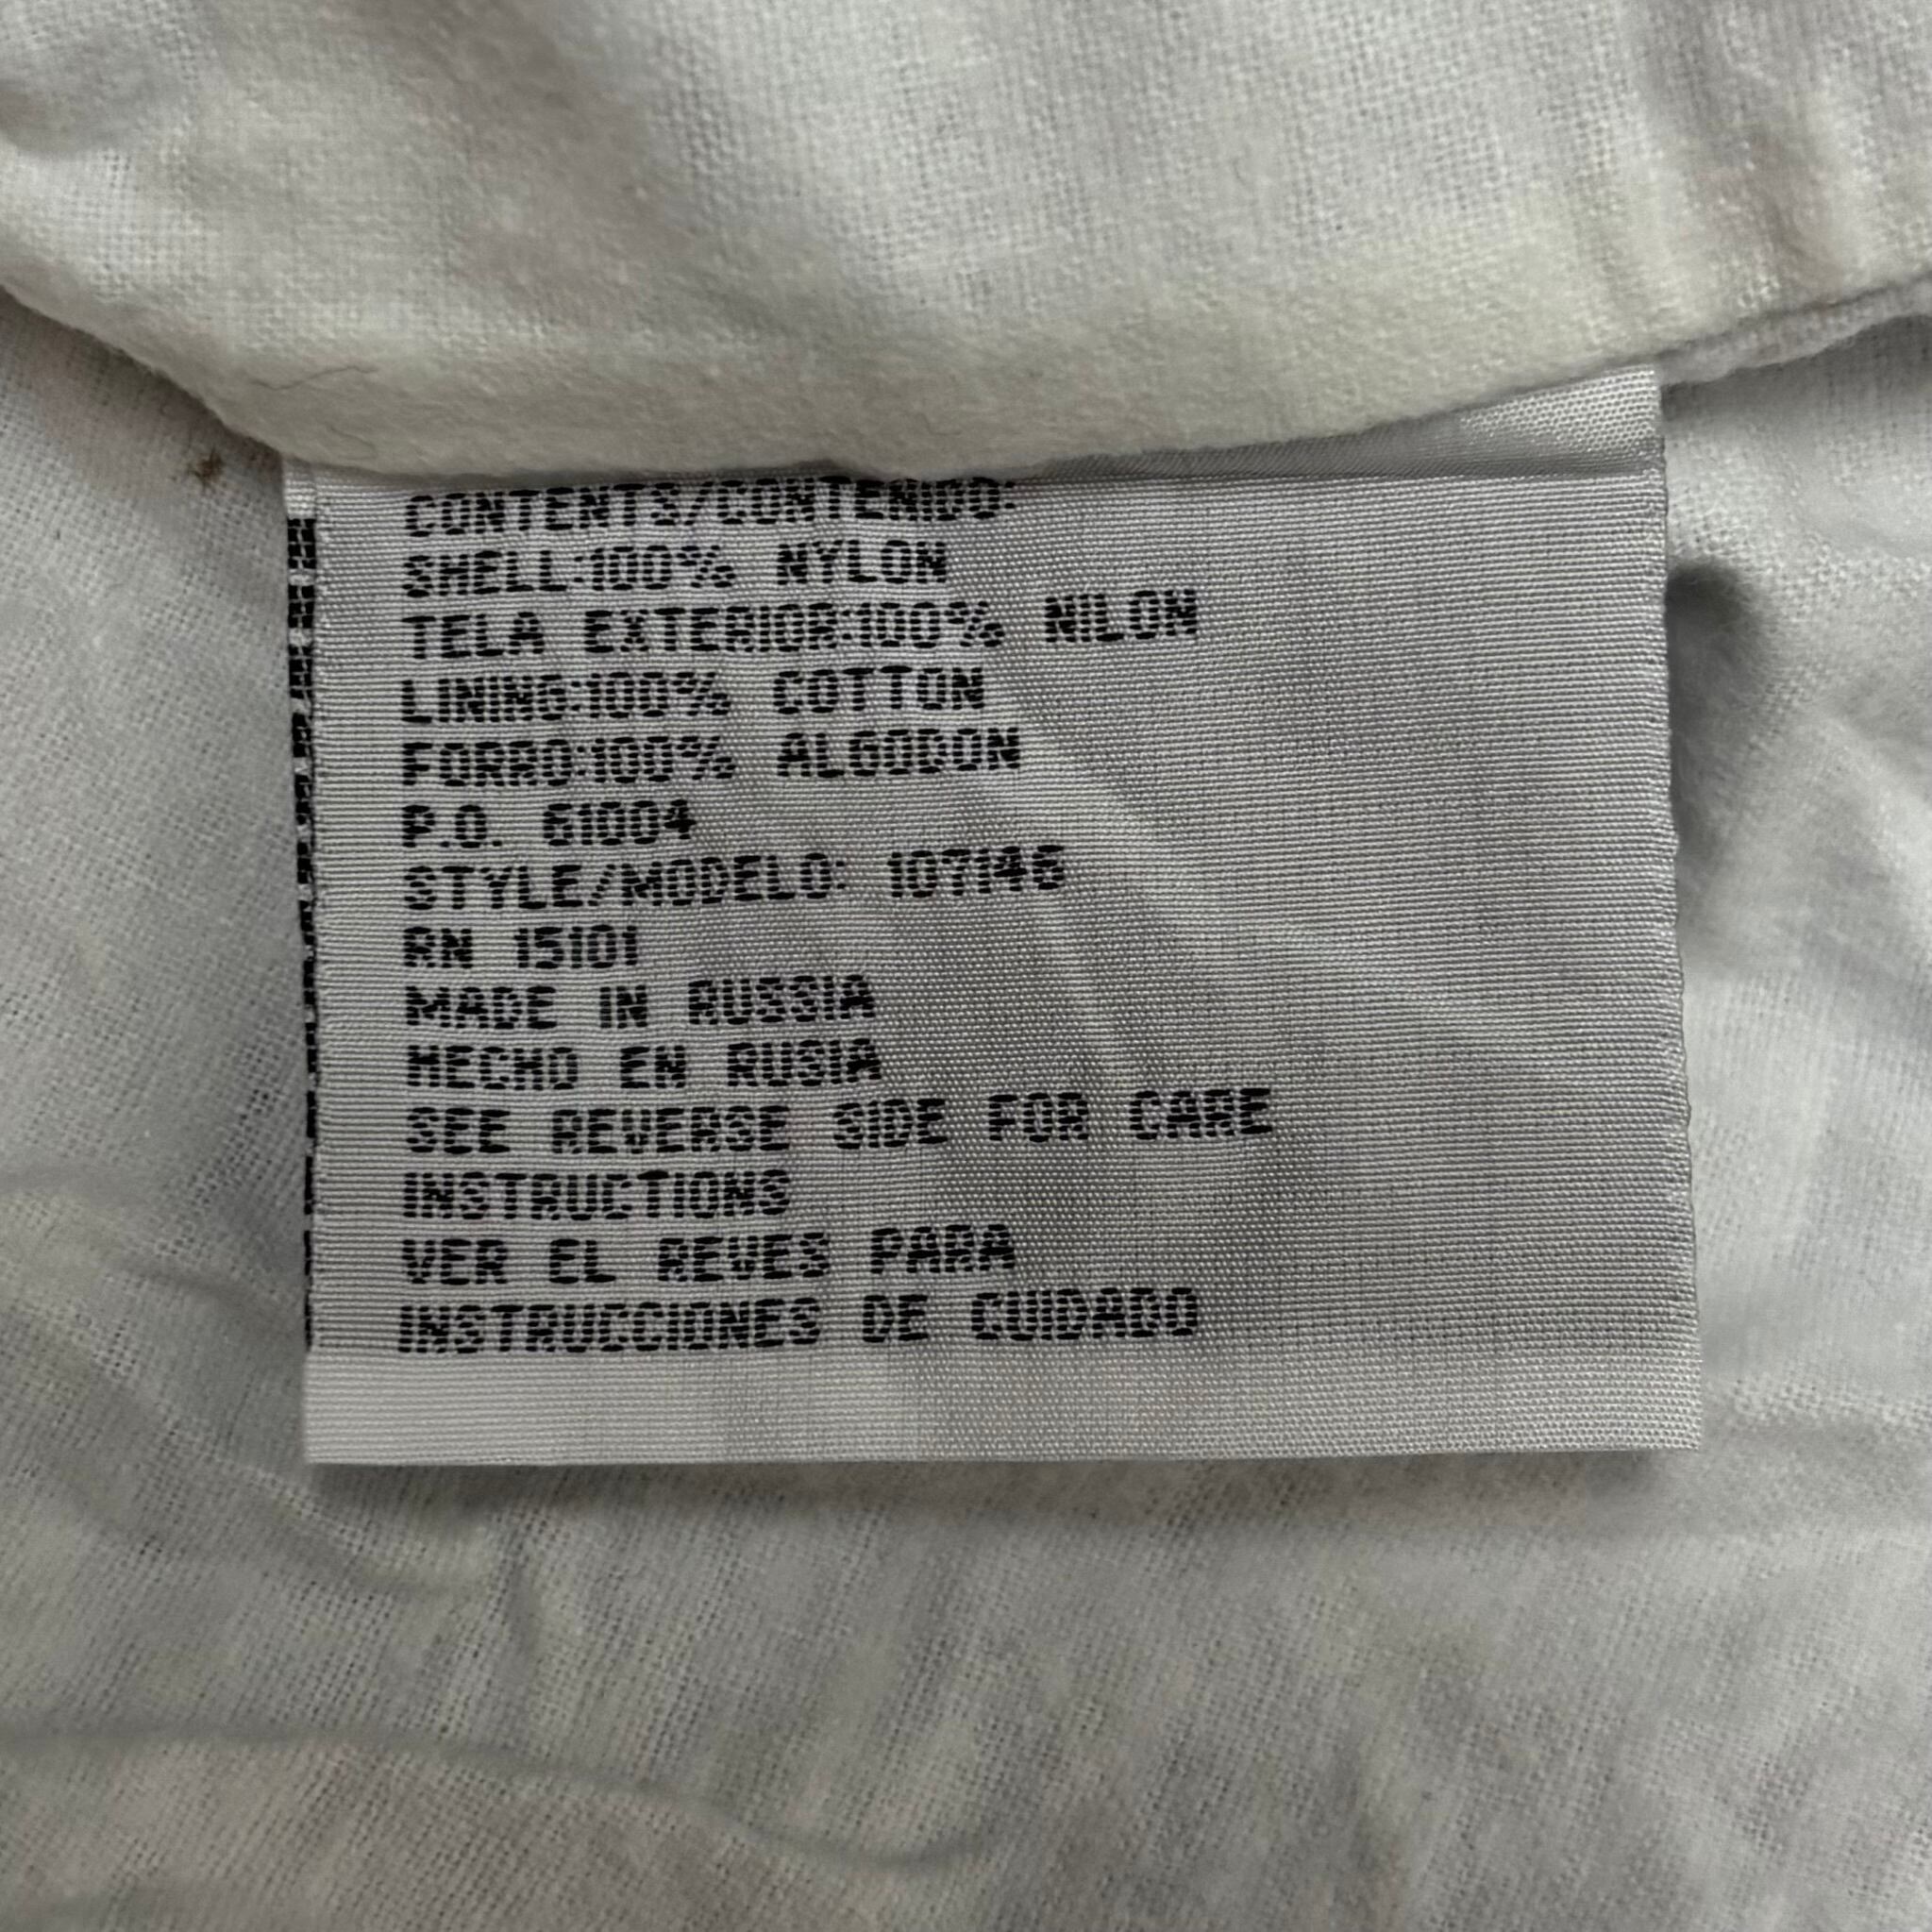 CONTENTS/CONTENIDO:
SHELL:100% NYLON
TELA EXTERIOR:100% NILON
LINING:100% COTTON
FORRO:100% ALGODON
P.O. 61004
STYLE/MODELO: 107146
RN 15101
MADE IN RUSSIA
HECHO EN RUSIA
SEE REVERSE SIDE FOR CARE
INSTRUCTIONS
VER EL REVES PARA
INSTRUCCIONES DE CUIDADO